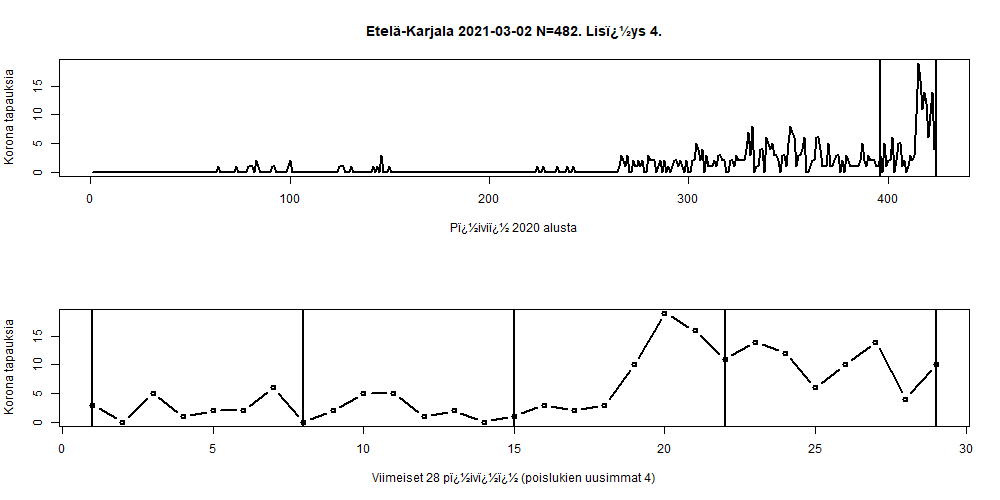 Etelä-Karjala 2021-03-02 N=482. Lisï¿½ys 4.
Korona tapauksia
15
10
5
0
0 100 200 300 400
Pï¿½iviï¿½ 2020 alusta
Korona tapauksia
15
10
5
0
0 5 10 15 20 25 30
Viimeiset 28 pï¿½ivï¿½ï¿½ (poislukien uusimmat 4)